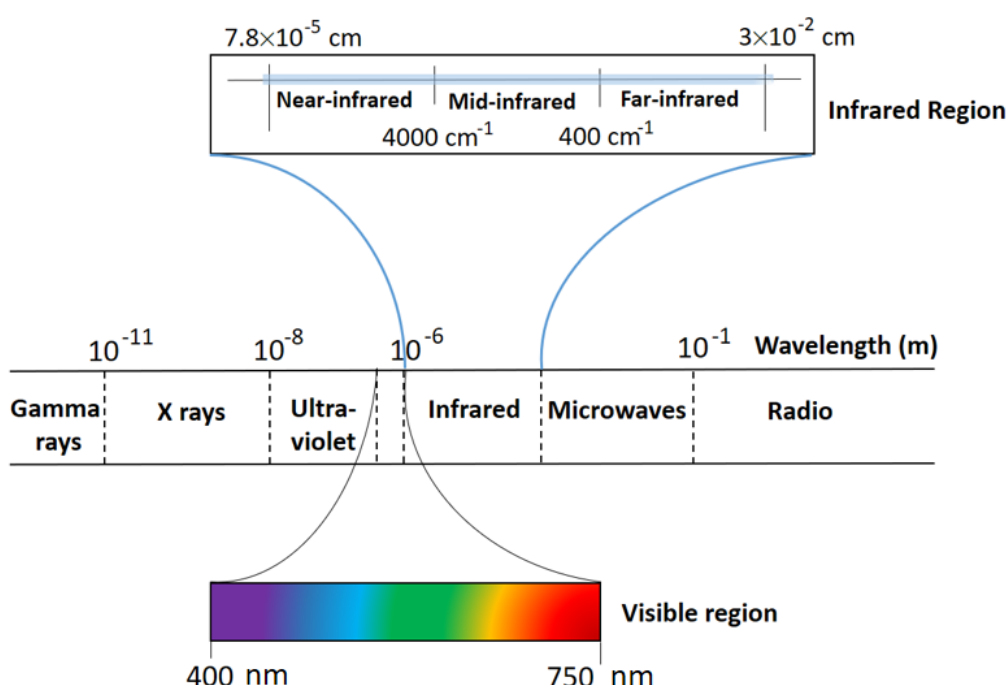 7.8×10⁻⁵ cm 3×10⁻² cm
Near-infrared Mid-infrared Far-infrared
Infrared Region
4000 cm⁻¹ 400 cm⁻¹
10⁻¹¹ 10⁻⁸ 10⁻⁶ 10⁻¹ Wavelength (m)
Gamma rays
X rays
Ultra-
violet
Infrared
Microwaves
Radio
Visible region
400 nm 750 nm